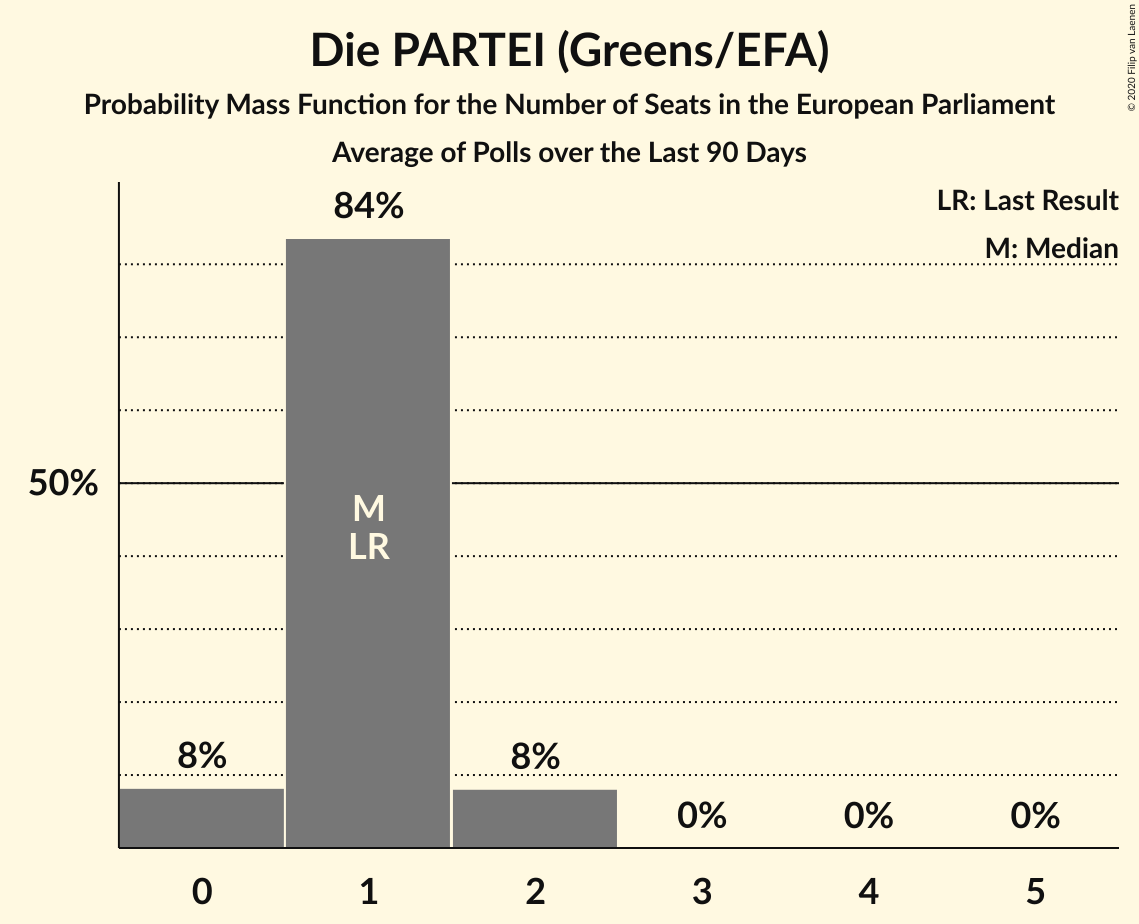 Die PARTEI (Greens/EFA)
Probability Mass Function for the Number of Seats in the European Parliament
Average of Polls over the Last 90 Days
© 2020 Filip van Laenen
LR: Last Result
M: Median
84%
50%
M
LR
8%
8%
0%
0%
0%
0
1
2
3
4
5